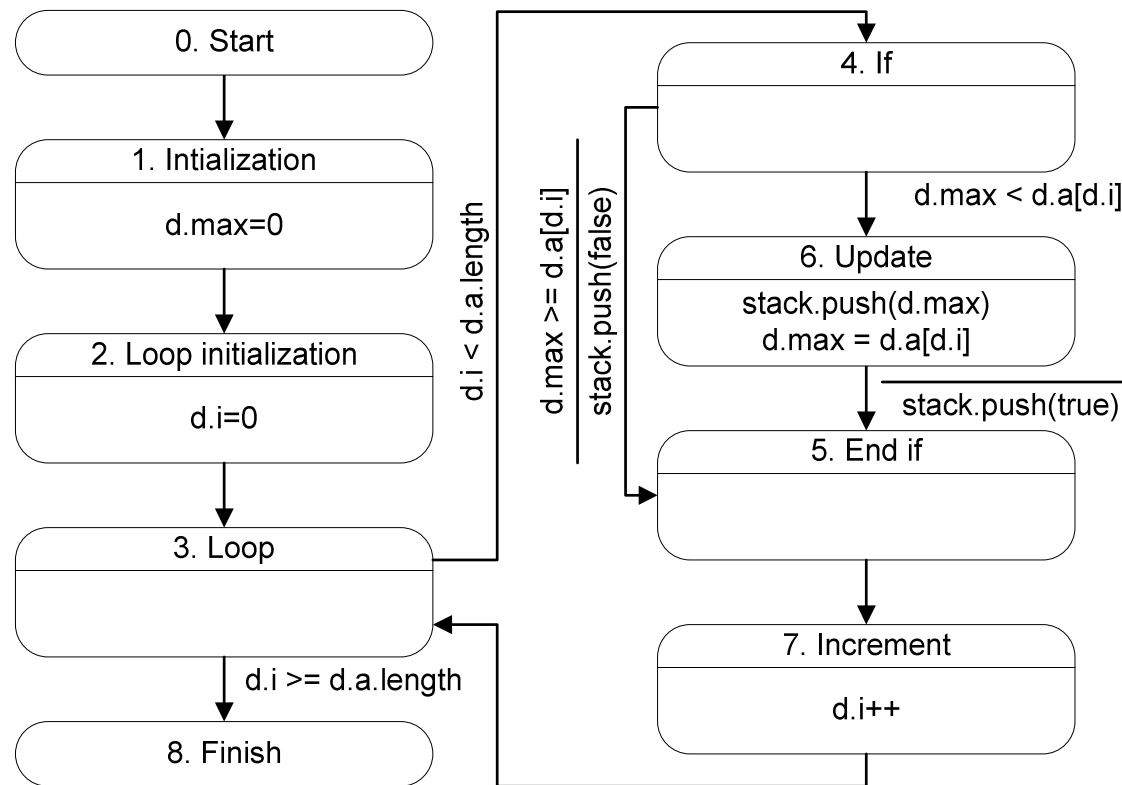 0. Start
1. Intialization
d.max=0
2. Loop initialization
d.i=0
3. Loop
d.i >= d.a.length
8. Finish
d.i < d.a.length
d.max >= d.a[d.i]
stack.push(false)
4. If
d.max < d.a[d.i]
6. Update
stack.push(d.max)
d.max = d.a[d.i]
stack.push(true)
5. End if
7. Increment
d.i++